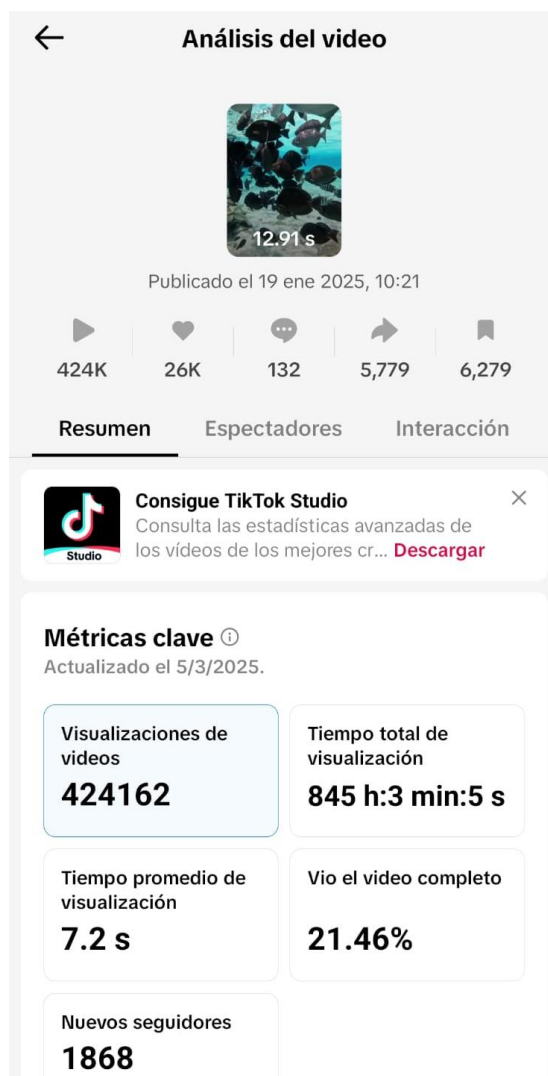 Análisis del video
12.91 s
Publicado el 19 ene 2025, 10:21
424K 26K 132 5,779 6,279
Resumen Espectadores Interacción
Consigue TikTok Studio
Consulta las estadísticas avanzadas de
los vídeos de los mejores cr... Descargar
Studio
Métricas clave
Actualizado el 5/3/2025.
Visualizaciones de
videos
424162
Tiempo total de
visualización
845 h:3 min:5 s
Tiempo promedio de
visualización
7.2 s
Vio el video completo
21.46%
Nuevos seguidores
1868